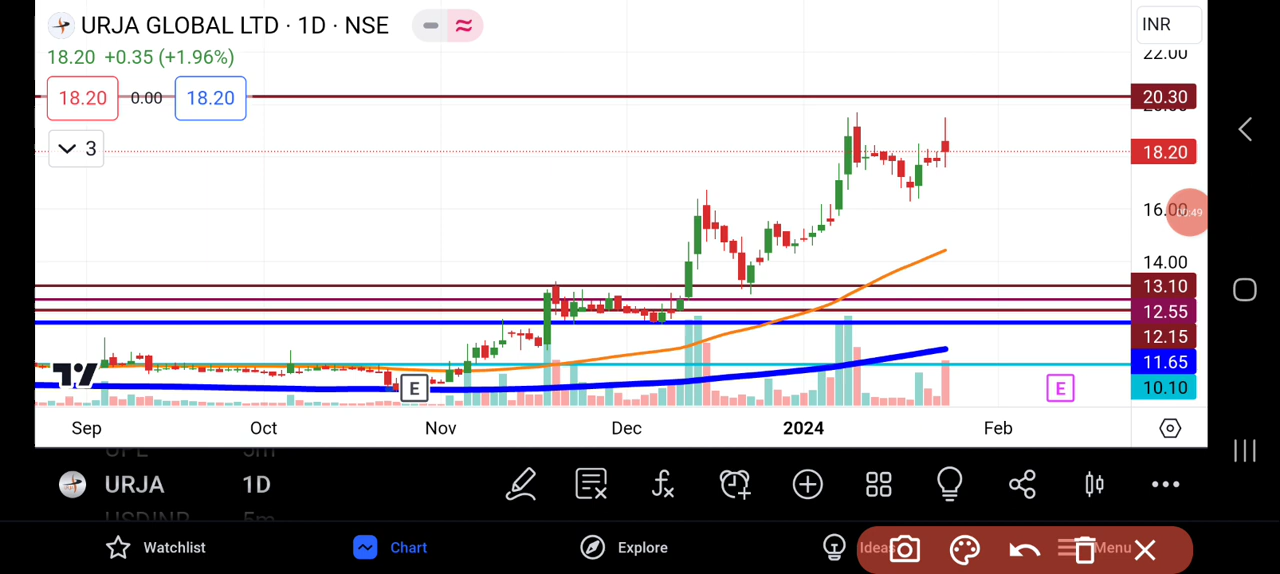 URJA GLOBAL LTD · 1D · NSE
INR
18.20 +0.35 (+1.96%)
22.00
18.20 0.00 18.20
20.30
3
18.20
16.00
:49
14.00
13.10
12.55
12.15
11.65
10.10
E
E
Sep Oct Nov Dec 2024 Feb
URJA 1D
Watchlist Chart Explore Ideas Menu